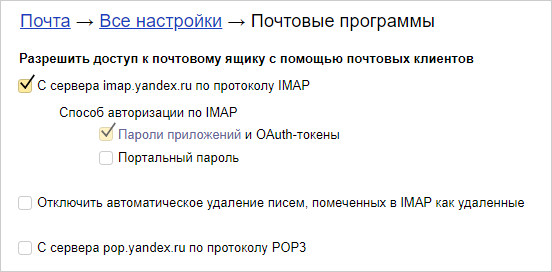 Почта → Все настройки → Почтовые программы
Разрешить доступ к почтовому ящику с помощью почтовых клиентов
С сервера imap.yandex.ru по протоколу IMAP
Способ авторизации по IMAP
Пароли приложений и OAuth-токены
Портальный пароль
Отключить автоматическое удаление писем, помеченных в IMAP как удаленные
С сервера pop.yandex.ru по протоколу POP3